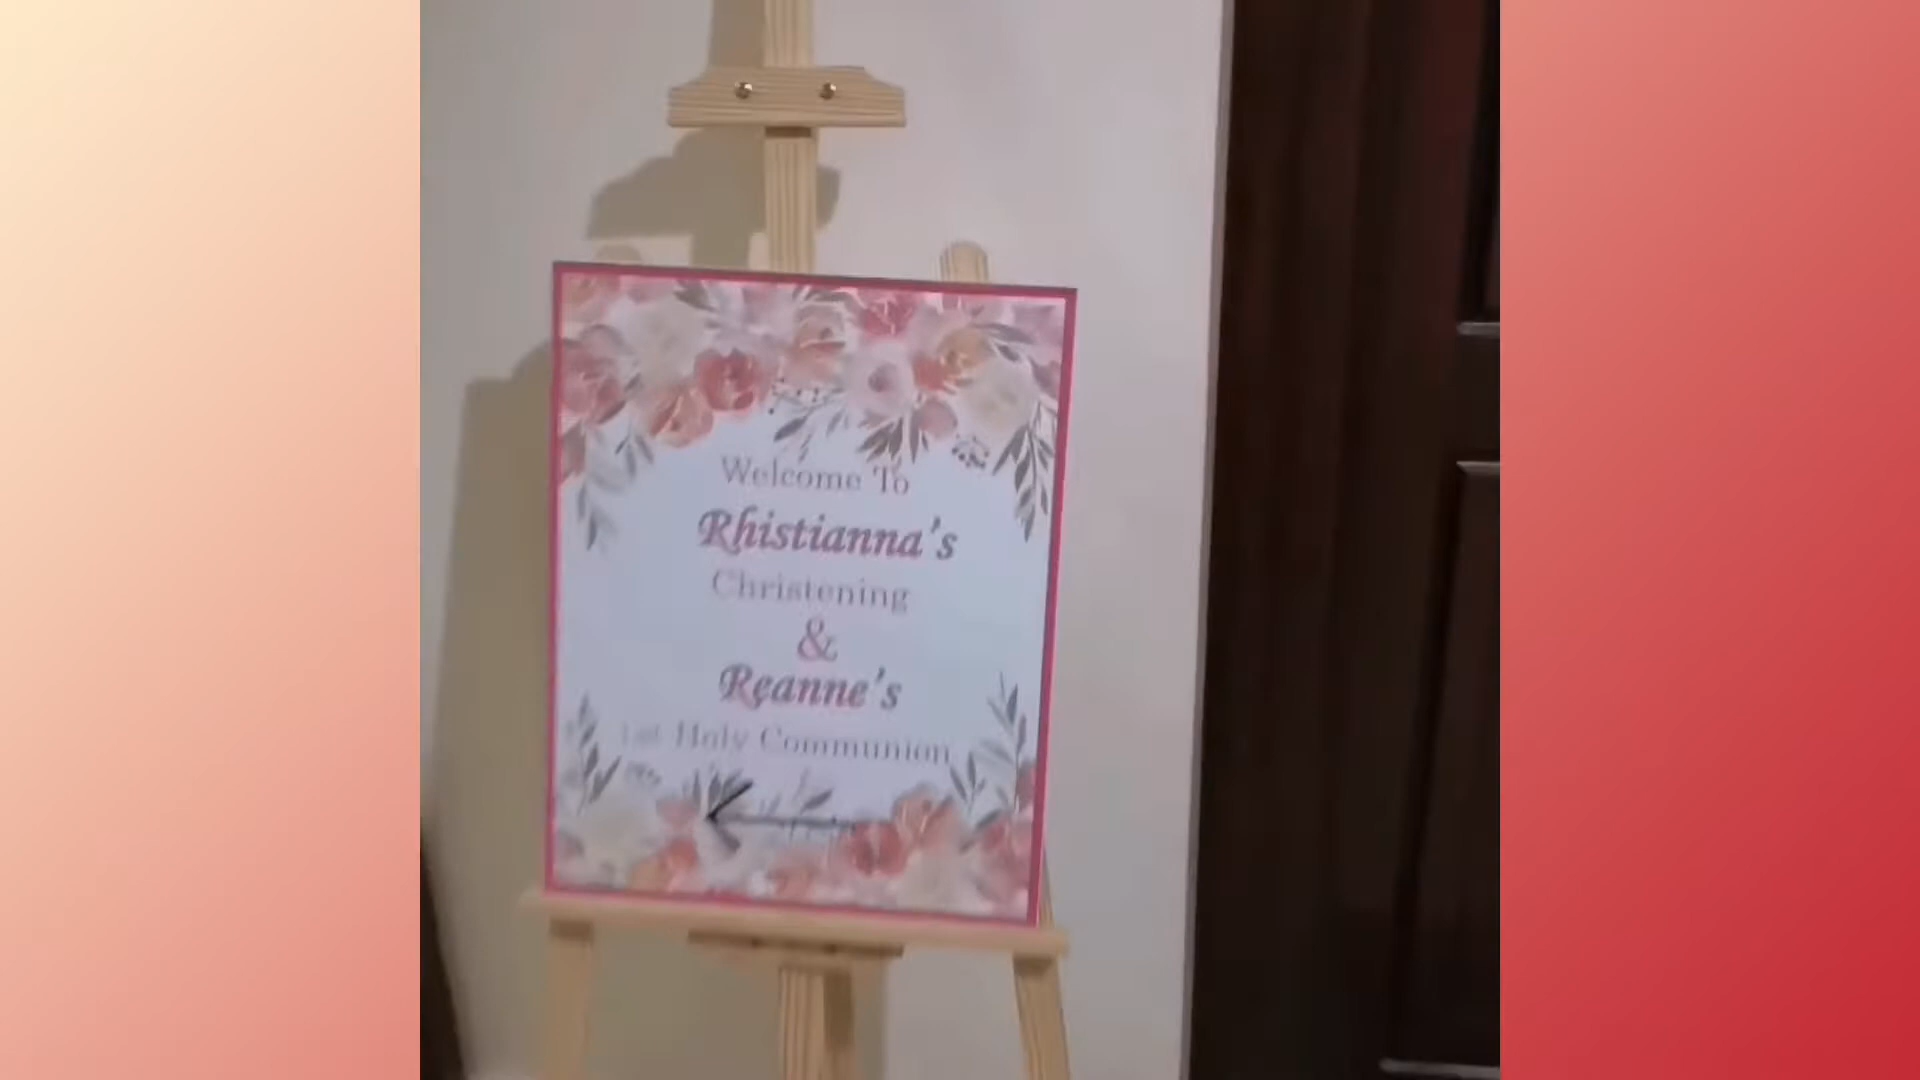 Welcome To
Rhistianna's
Christening
&
Reanne's
1st Holy Communion